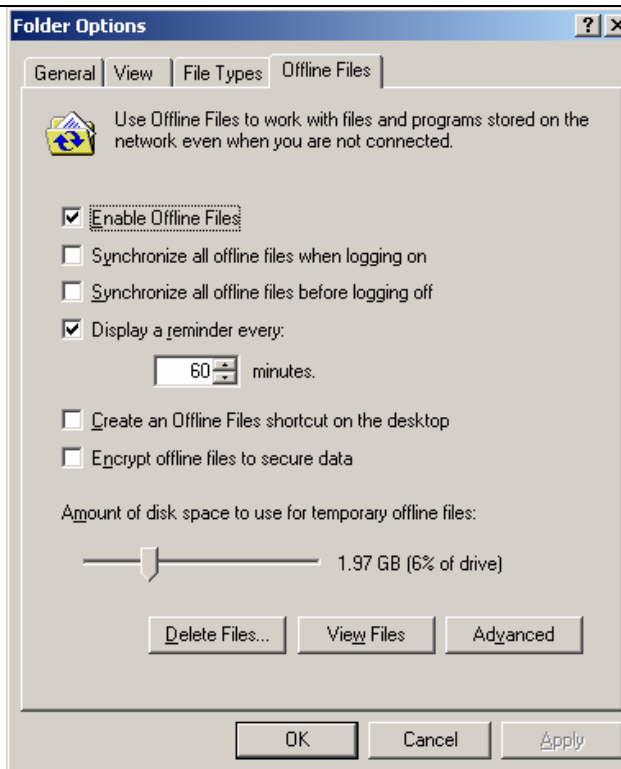 Folder Options
General View File Types Offline Files
Use Offline Files to work with files and programs stored on the
network even when you are not connected.
Enable Offline Files
Synchronize all offline files when logging on
Synchronize all offline files before logging off
Display a reminder every:
60 minutes.
Create an Offline Files shortcut on the desktop
Encrypt offline files to secure data
Amount of disk space to use for temporary offline files:
1.97 GB (6% of drive)
Delete Files... View Files Advanced
OK Cancel Apply